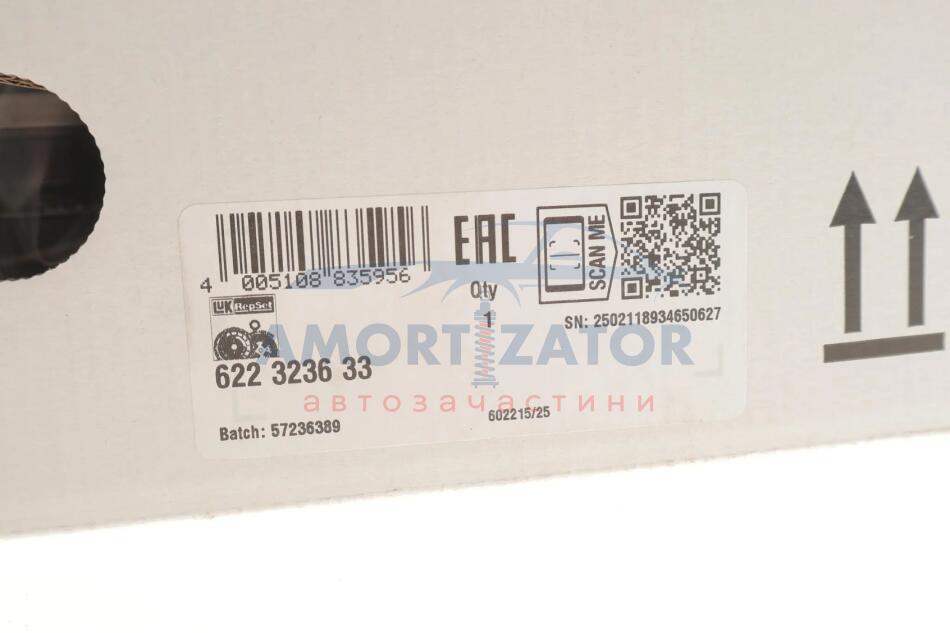 4 005108 835956
EAC
SCAN ME
Qty
1
SN: 2502118934650627
LUK RepSet
AMORTIZATOR
622 3236 33
автозачастини
602215/25
Batch: 57236389